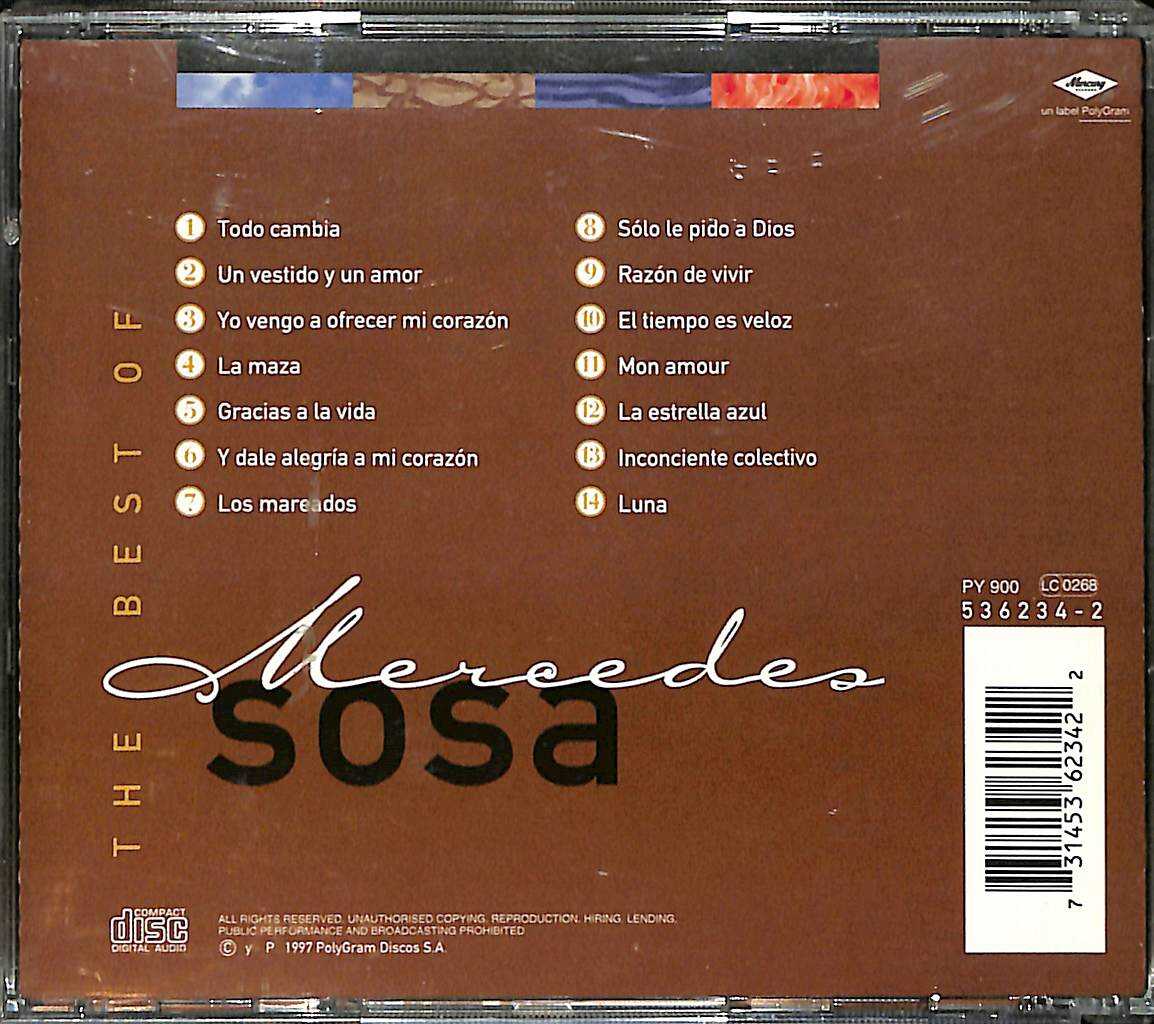 Mercury
un label PolyGram
1 Todo cambia
2 Un vestido y un amor
3 Yo vengo a ofrecer mi corazón
4 La maza
5 Gracias a la vida
6 Y dale alegría a mi corazón
7 Los mareados
8 Sólo le pido a Dios
9 Razón de vivir
10 El tiempo es veloz
11 Mon amour
12 La estrella azul
13 Inconciente colectivo
14 Luna
THE BEST OF
Mercedes
sosa
PY 900 LC 0268
536234-2
7 31453 62342 2
COMPACT
disc
DIGITAL AUDIO
ALL RIGHTS RESERVED. UNAUTHORISED COPYING. REPRODUCTION. HIRING. LENDING.
PUBLIC PERFORMANCE AND BROADCASTING PROHIBITED
© y P 1997 PolyGram Discos S.A.